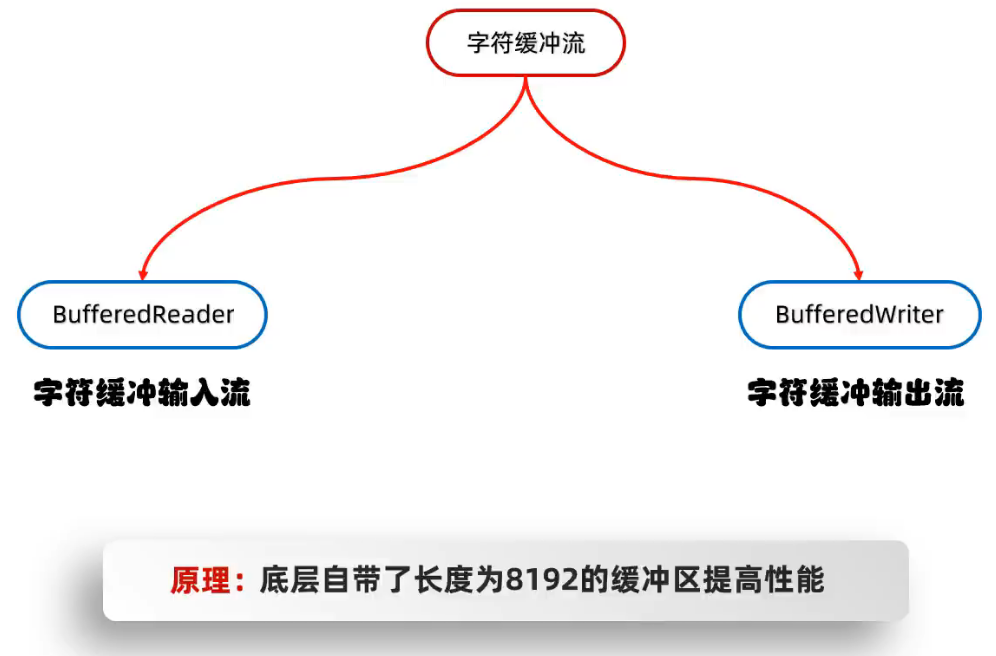 字符缓冲流
BufferedReader
BufferedWriter
字符缓冲输入流
字符缓冲输出流
原理：底层自带了长度为8192的缓冲区提高性能